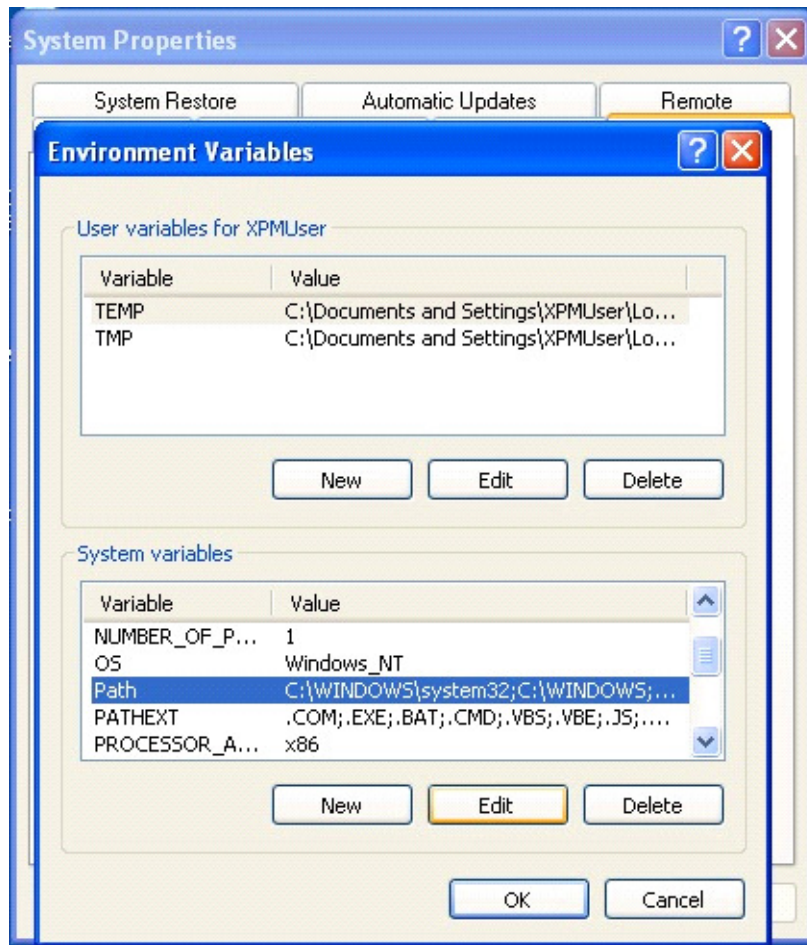 System Properties
System Restore Automatic Updates Remote
Environment Variables
User variables for XPMUser
Variable Value
TEMP C:\Documents and Settings\XPMUser\Lo...
TMP C:\Documents and Settings\XPMUser\Lo...
New Edit Delete
System variables
Variable Value
NUMBER_OF_P... 1
OS Windows_NT
Path C:\WINDOWS\system32;C:\WINDOWS;...
PATHEXT .COM;.EXE;.BAT;.CMD;.VBS;.VBE;.JS;....
PROCESSOR_A... x86
New Edit Delete
OK Cancel